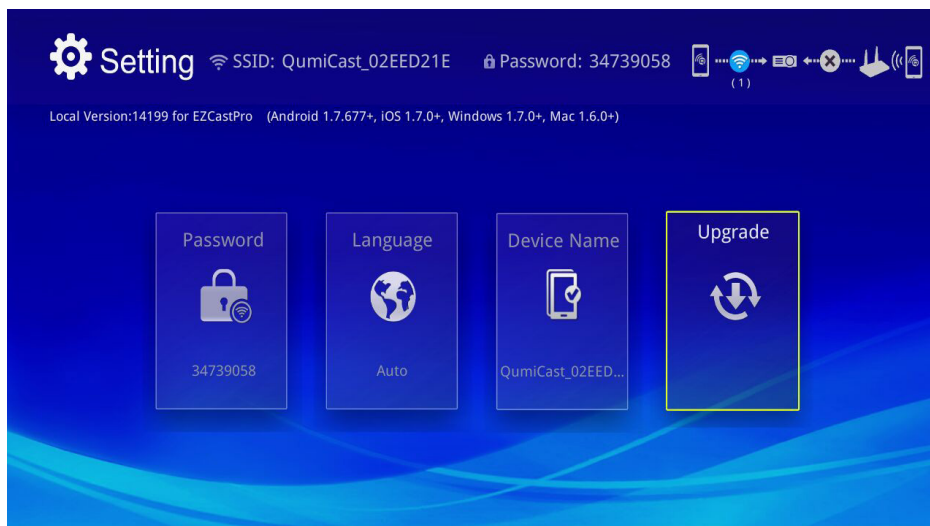 Setting SSID: QumiCast_02EED21E Password: 34739058
(1)
Local Version:14199 for EZCastPro (Android 1.7.677+, iOS 1.7.0+, Windows 1.7.0+, Mac 1.6.0+)
Password Language Device Name Upgrade
34739058 Auto QumiCast_02EED...